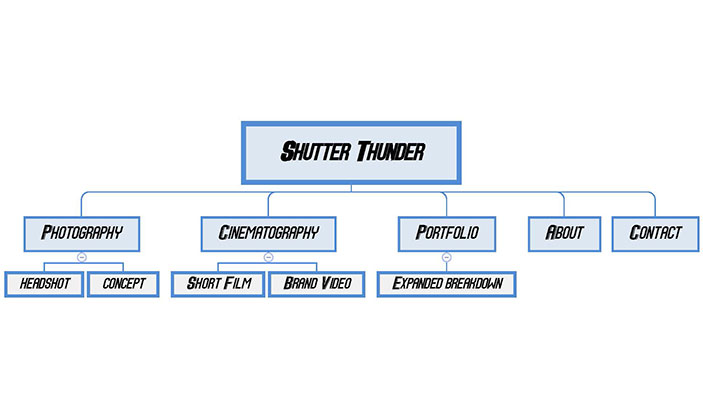 Shutter Thunder
Photography
Cinematography
Portfolio
About
Contact
headshot
concept
Short Film
Brand Video
Expanded breakdown